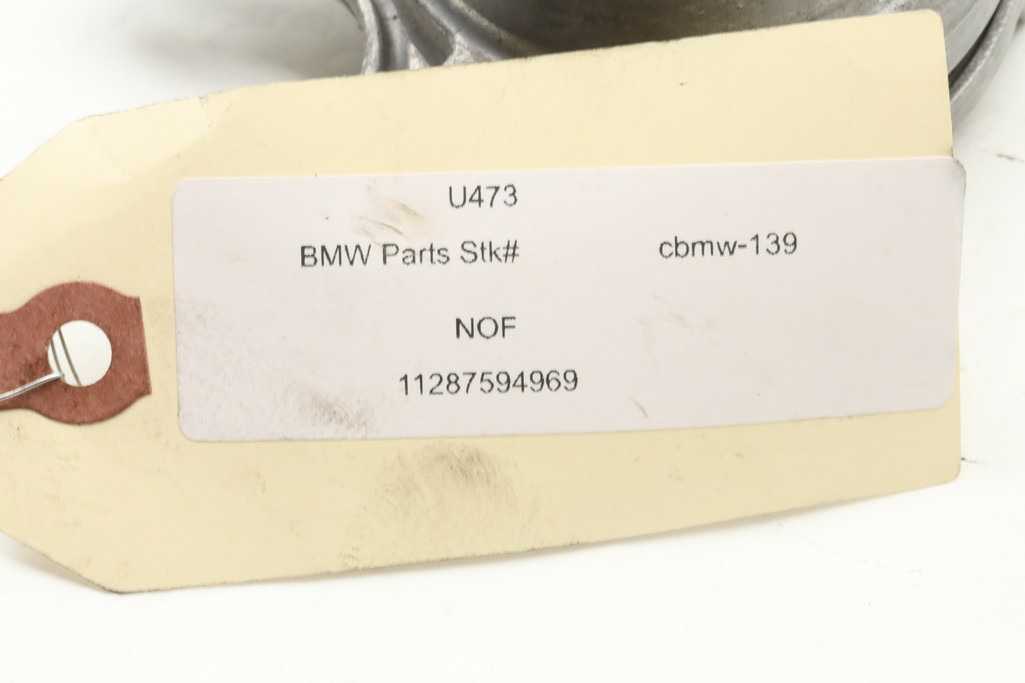 U473
BMW Parts Stk# cbmw-139
NOF
11287594969